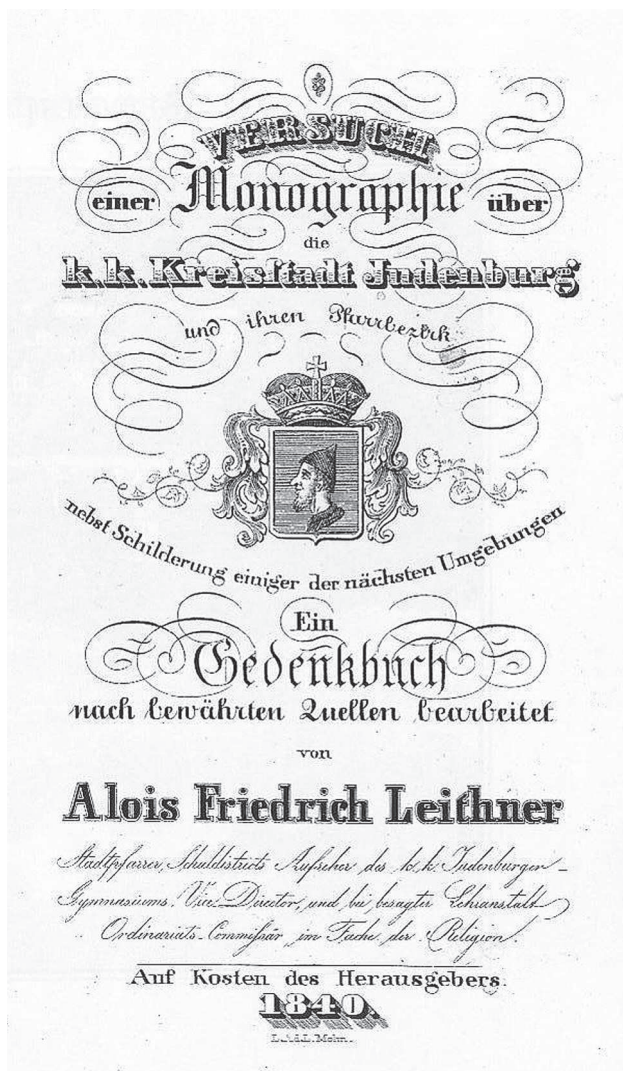 VERSUCH
einer Monographie über
die
k.k. Kreisstadt Judenburg
und ihren Pfarrbezirk
nebst Schilderung einiger der nächsten Umgebungen
Ein
Gedenkbuch
nach bewährten Quellen bearbeitet
von
Alois Friedrich Leithner
Stadtpfarrer, Schuldistricts Aufseher des k. k. Judenburger-
Gymnasiums, Vice-Director, und bei besagter Lehranstalt
Ordinariats-Commissär im Fache der Religion.
Auf Kosten des Herausgebers.
1840.